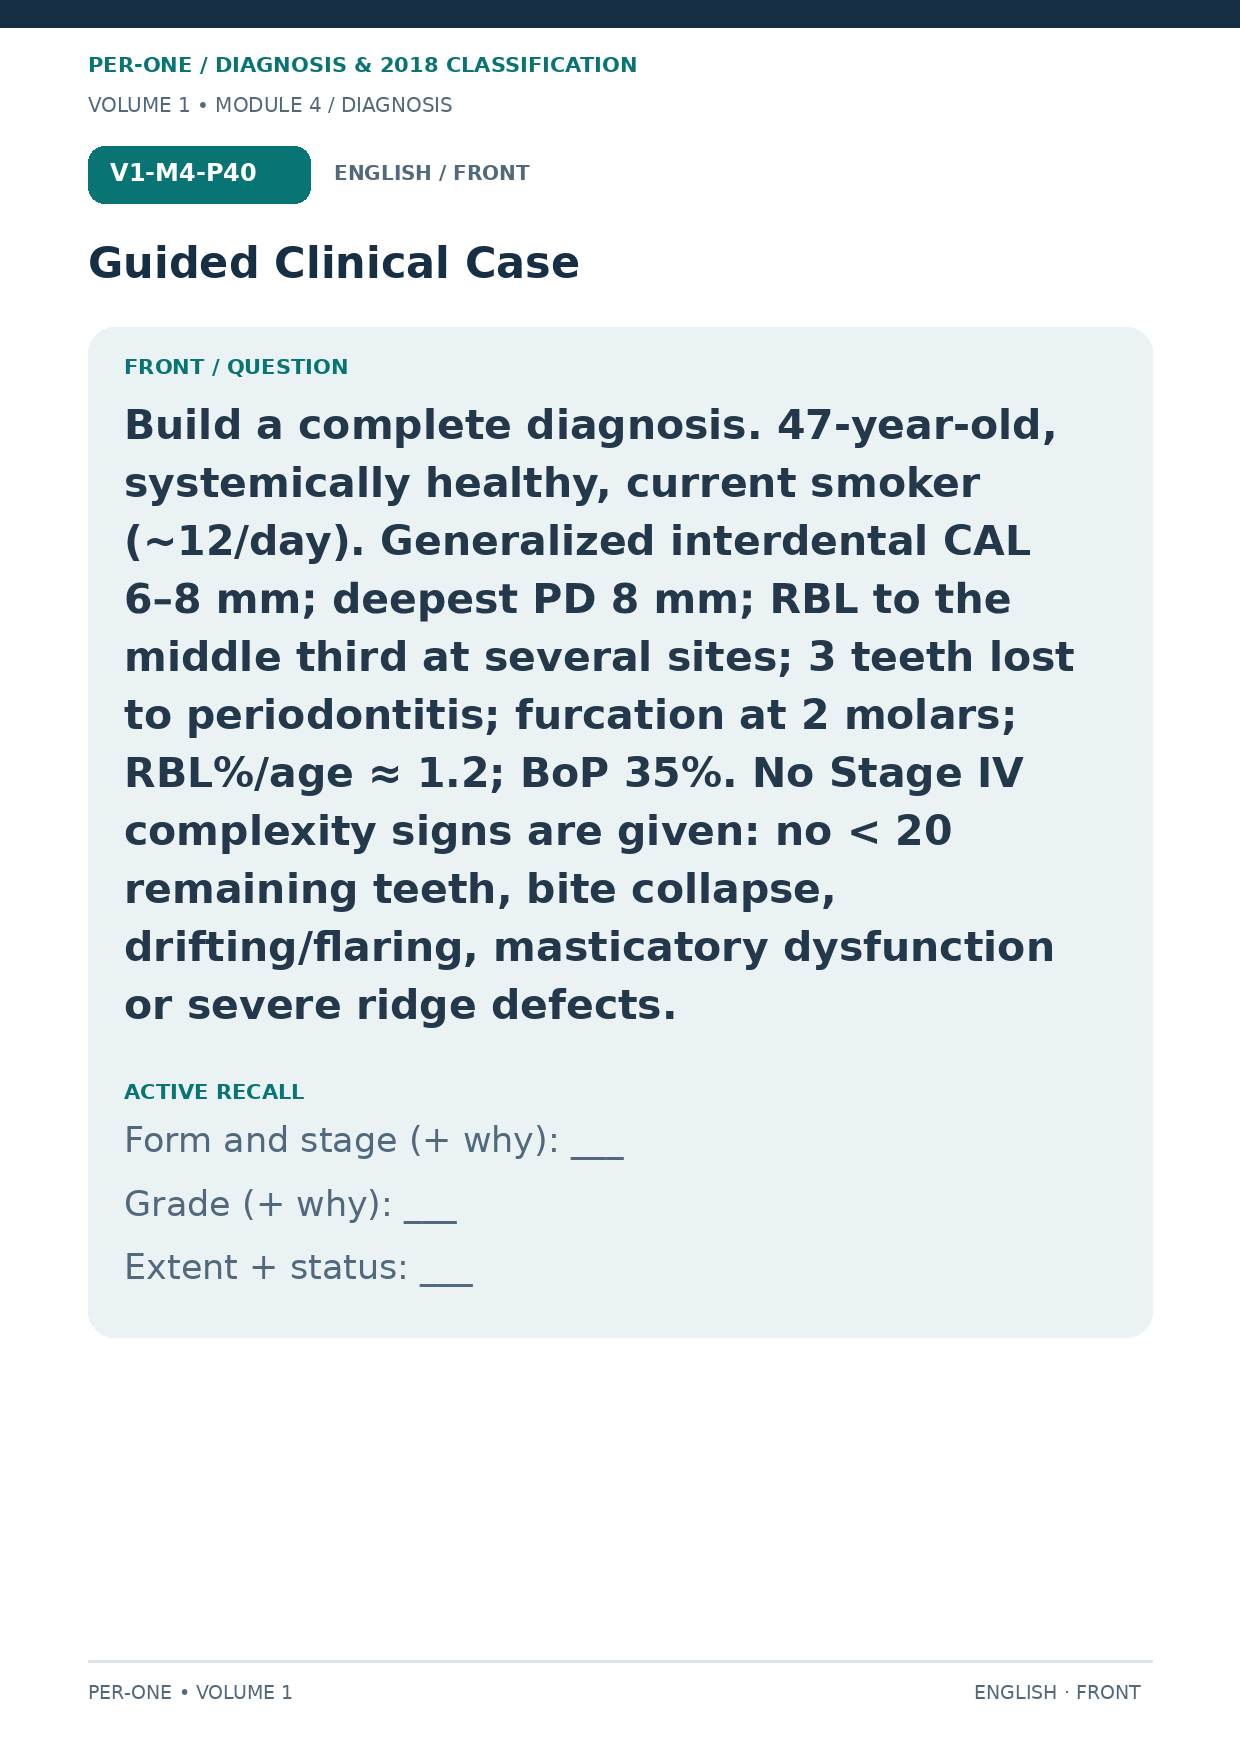 PER-ONE / DIAGNOSIS & 2018 CLASSIFICATION
VOLUME 1 • MODULE 4 / DIAGNOSIS
V1-M4-P40
ENGLISH / FRONT
Guided Clinical Case
FRONT / QUESTION
Build a complete diagnosis. 47-year-old,
systemically healthy, current smoker
(~12/day). Generalized interdental CAL
6–8 mm; deepest PD 8 mm; RBL to the
middle third at several sites; 3 teeth lost
to periodontitis; furcation at 2 molars;
RBL%/age ≈ 1.2; BoP 35%. No Stage IV
complexity signs are given: no < 20
remaining teeth, bite collapse,
drifting/flaring, masticatory dysfunction
or severe ridge defects.
ACTIVE RECALL
Form and stage (+ why): ___
Grade (+ why): ___
Extent + status: ___
PER-ONE • VOLUME 1
ENGLISH · FRONT